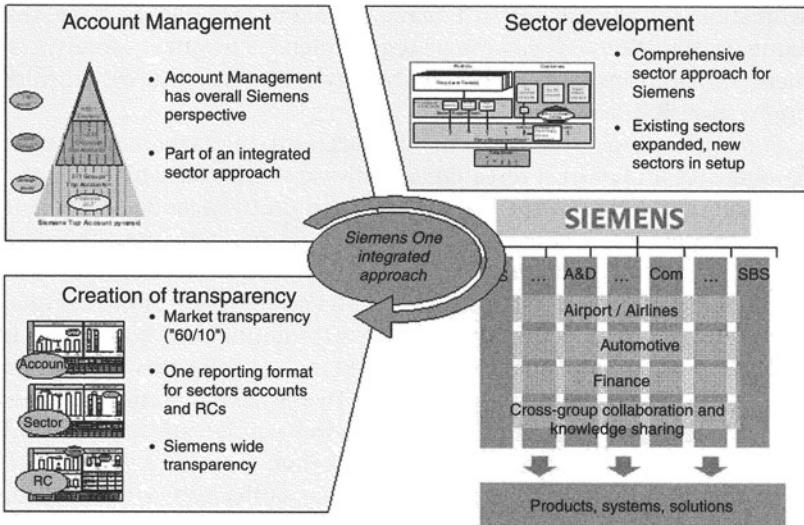 Account Management
• Account Management
has overall Siemens
perspective
• Part of an integrated
sector approach
Siemens Top Account pyramid
Sector development
• Comprehensive
sector approach for
Siemens
• Existing sectors
expanded, new
sectors in setup
Siemens One
integrated
approach
Creation of transparency
• Market transparency
("60/10")
• One reporting format
for sectors accounts
and RCs
• Siemens wide
transparency
Account
Sector
RC
SIEMENS
... A&D ... Com ... SBS
Airport / Airlines
Automotive
Finance
Cross-group collaboration and
knowledge sharing
Products, systems, solutions